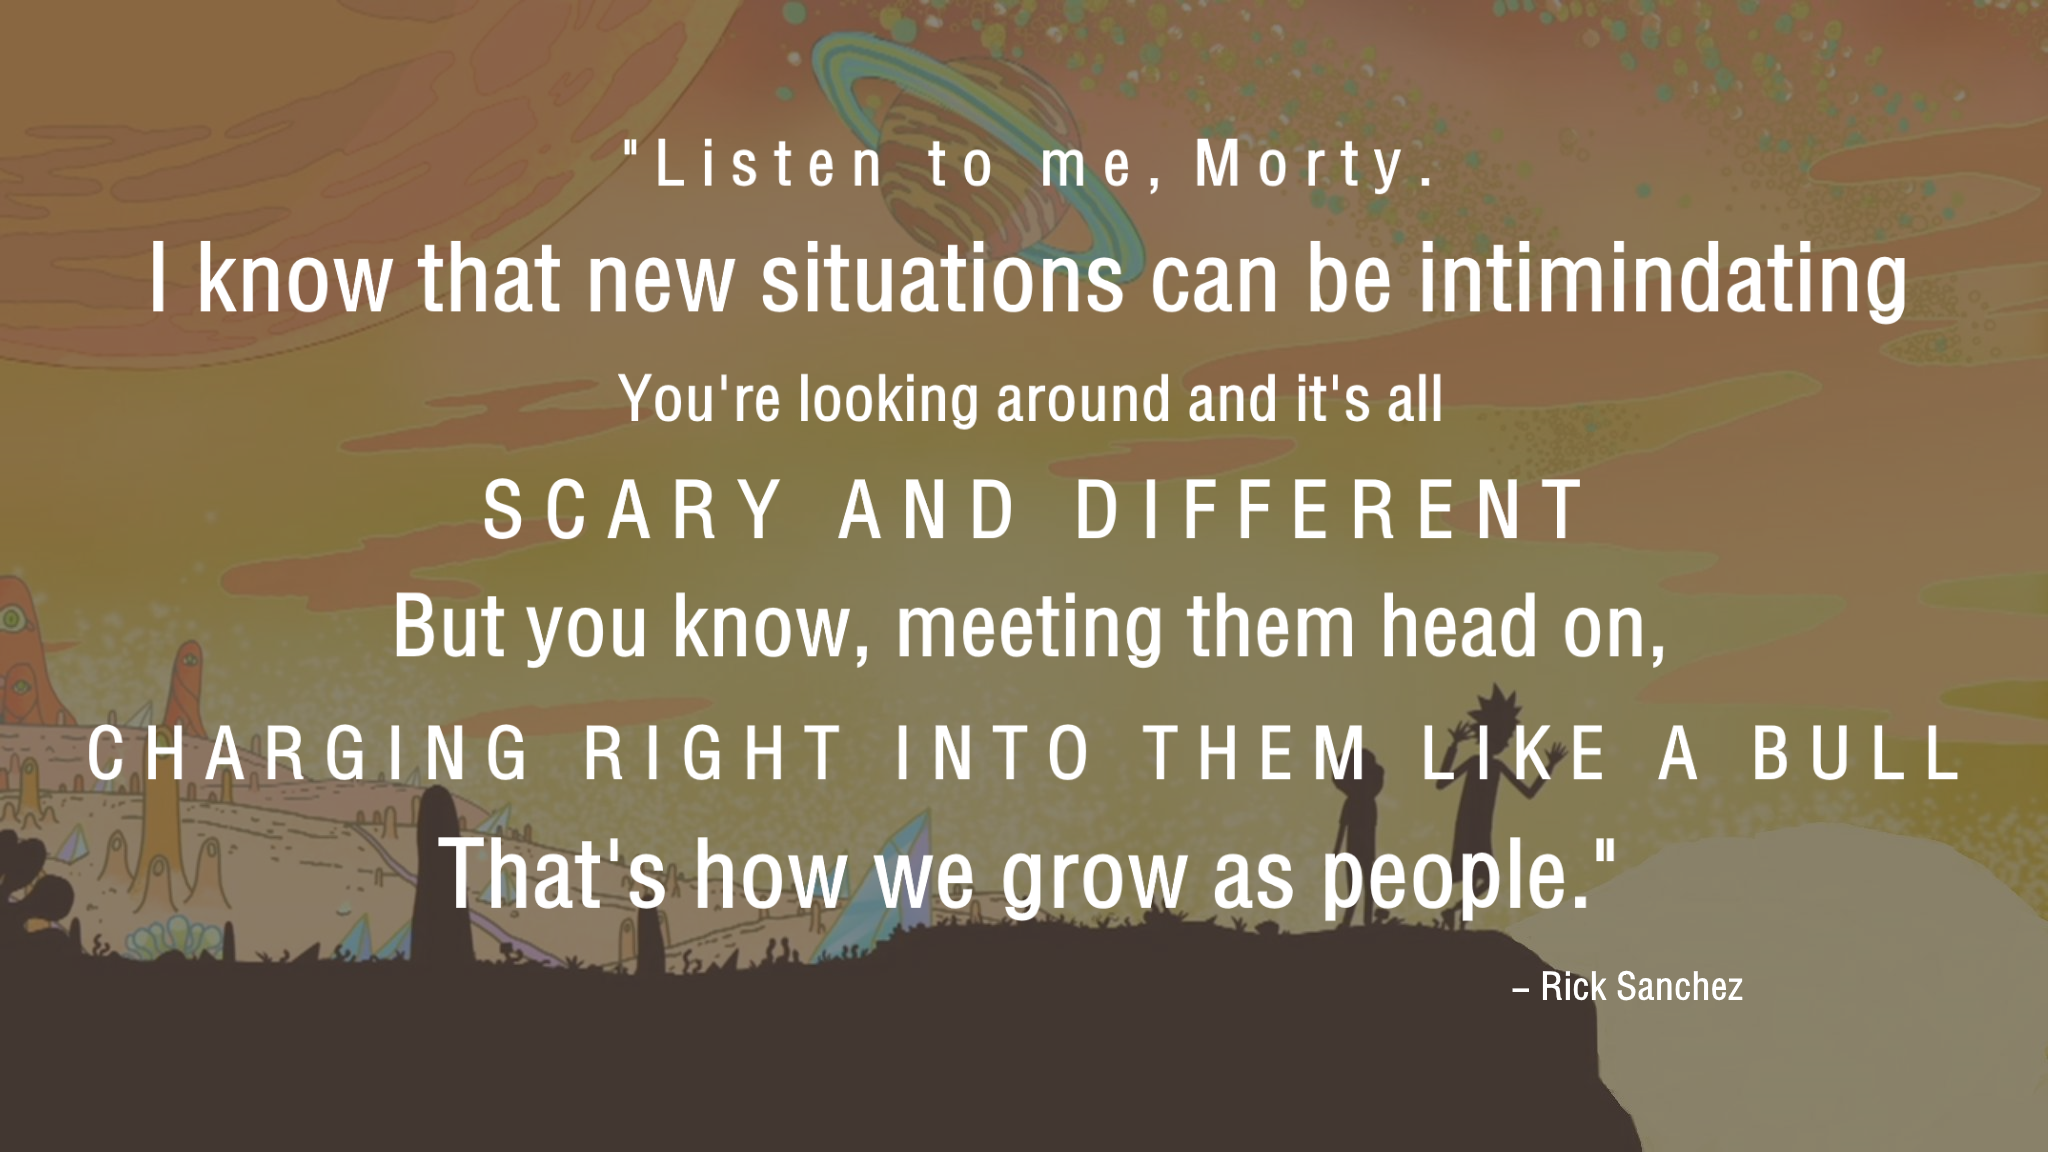 "Listen to me, Morty.
I know that new situations can be intimindating
You're looking around and it's all
SCARY AND DIFFERENT
But you know, meeting them head on,
CHARGING RIGHT INTO THEM LIKE A BULL
That's how we grow as people."
– Rick Sanchez